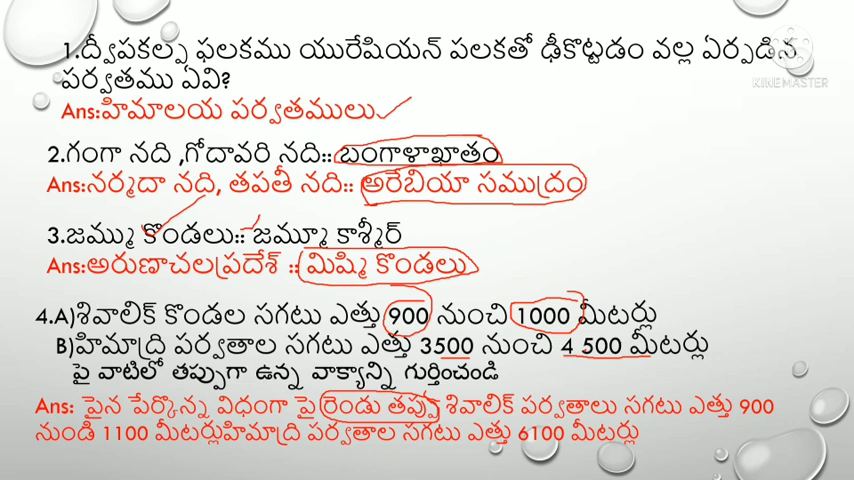 1.ద్వీపకల్ప ఫలకము యురేషియన్ పలకతో ఢీకొట్టడం వల్ల ఏర్పడిన
పర్వతము ఏవి?
Ans:హిమాలయ పర్వతములు
2.గంగా నది ,గోదావరి నది:: బంగాళాఖాతం
Ans:నర్మదా నది, తపతీ నది:: అరేబియా సముద్రం
3.జమ్ము కొండలు:: జమ్మూ కాశ్మీర్
Ans:అరుణాచలప్రదేశ్ :: మిష్మి కొండలు
4.A)శివాలిక్ కొండల సగటు ఎత్తు 900 నుంచి 1000 మీటర్లు
B)హిమాద్రి పర్వతాల సగటు ఎత్తు 3500 నుంచి 4 500 మీటర్లు
పై వాటిలో తప్పుగా ఉన్న వాక్యాన్ని గుర్తించండి
Ans: పైన పేర్కొన్న విధంగా పై రెండు తప్పు శివాలిక్ పర్వతాలు సగటు ఎత్తు 900
నుండి 1100 మీటర్లుహిమాద్రి పర్వతాల సగటు ఎత్తు 6100 మీటర్లు
KINEMASTER